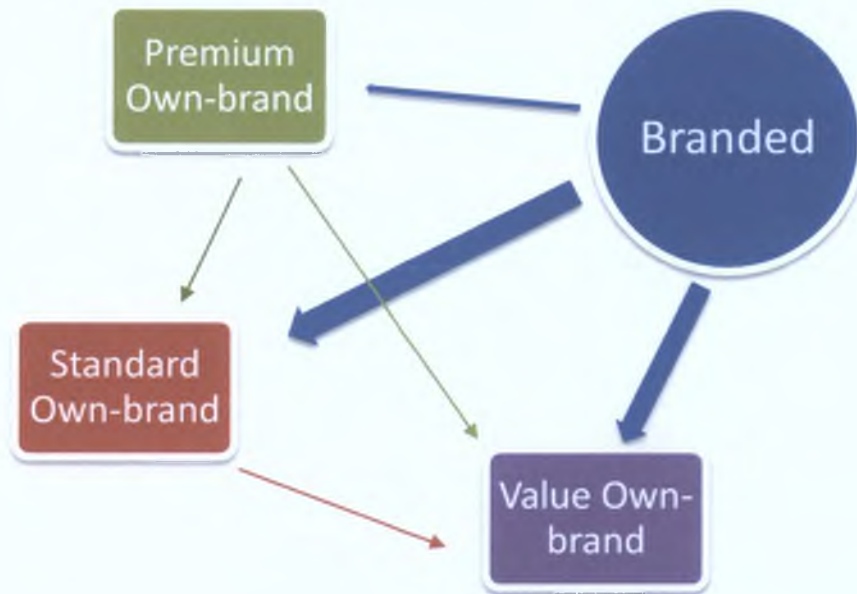 Premium
Own-brand
Branded
Standard
Own-brand
Value Own-
brand